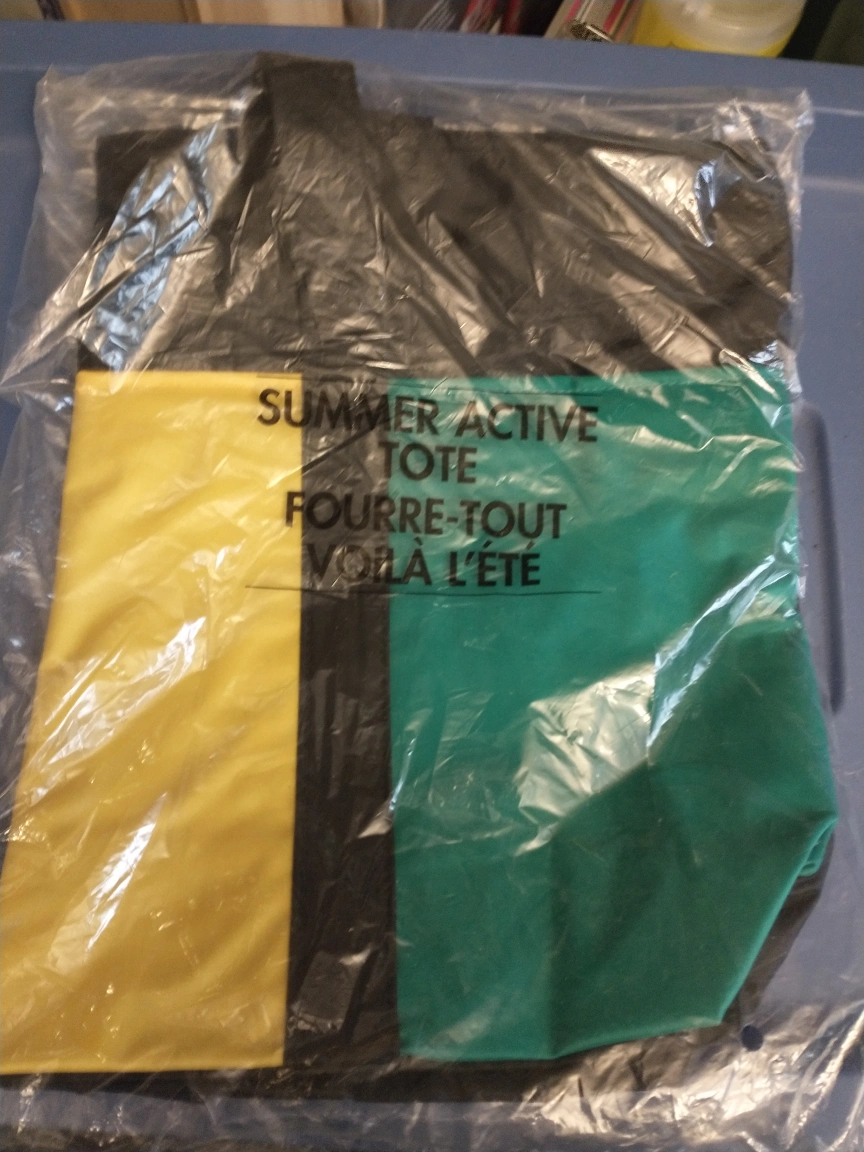 SUMMER ACTIVE
TOTE
FOURRE-TOUT
VOILÀ L'ÉTÉ